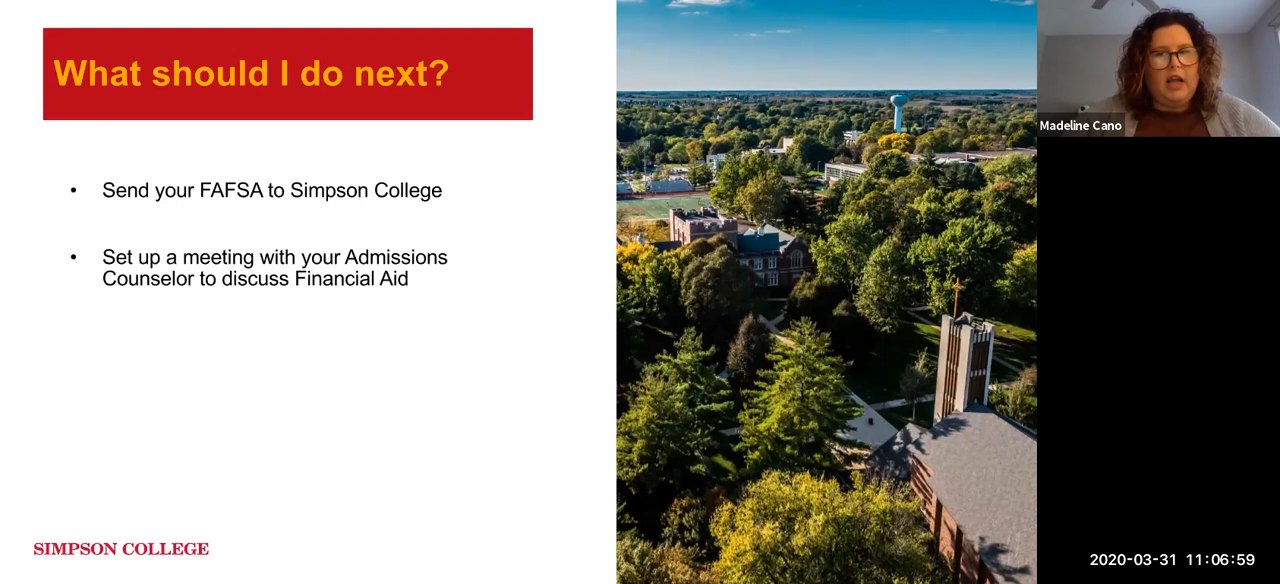 What should I do next?
• Send your FAFSA to Simpson College
• Set up a meeting with your Admissions
Counselor to discuss Financial Aid
SIMPSON COLLEGE
Madeline Cano
2020-03-31 11:06:59